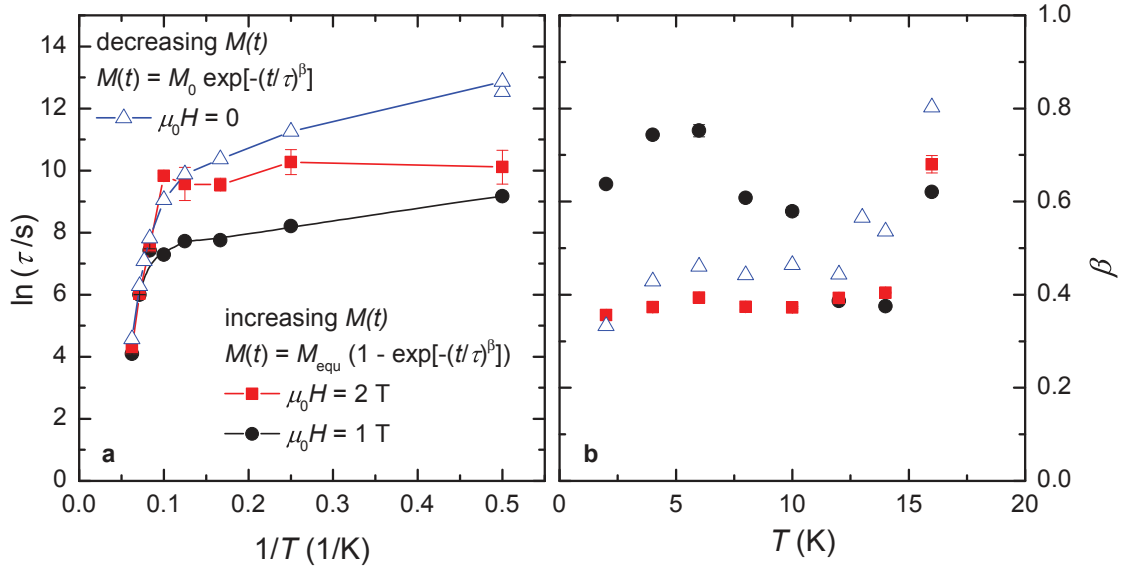 decreasing M(t)
M(t) = M₀ exp[-(t/τ)^β]
μ₀H = 0
increasing M(t)
M(t) = M_equ (1 - exp[-(t/τ)^β])
μ₀H = 2 T
μ₀H = 1 T
a
ln (τ /s)
14
12
10
8
6
4
2
0
0.0 0.1 0.2 0.3 0.4 0.5
1/T (1/K)
b
1.0
0.8
0.6
0.4
0.2
0.0
β
0 5 10 15 20
T (K)